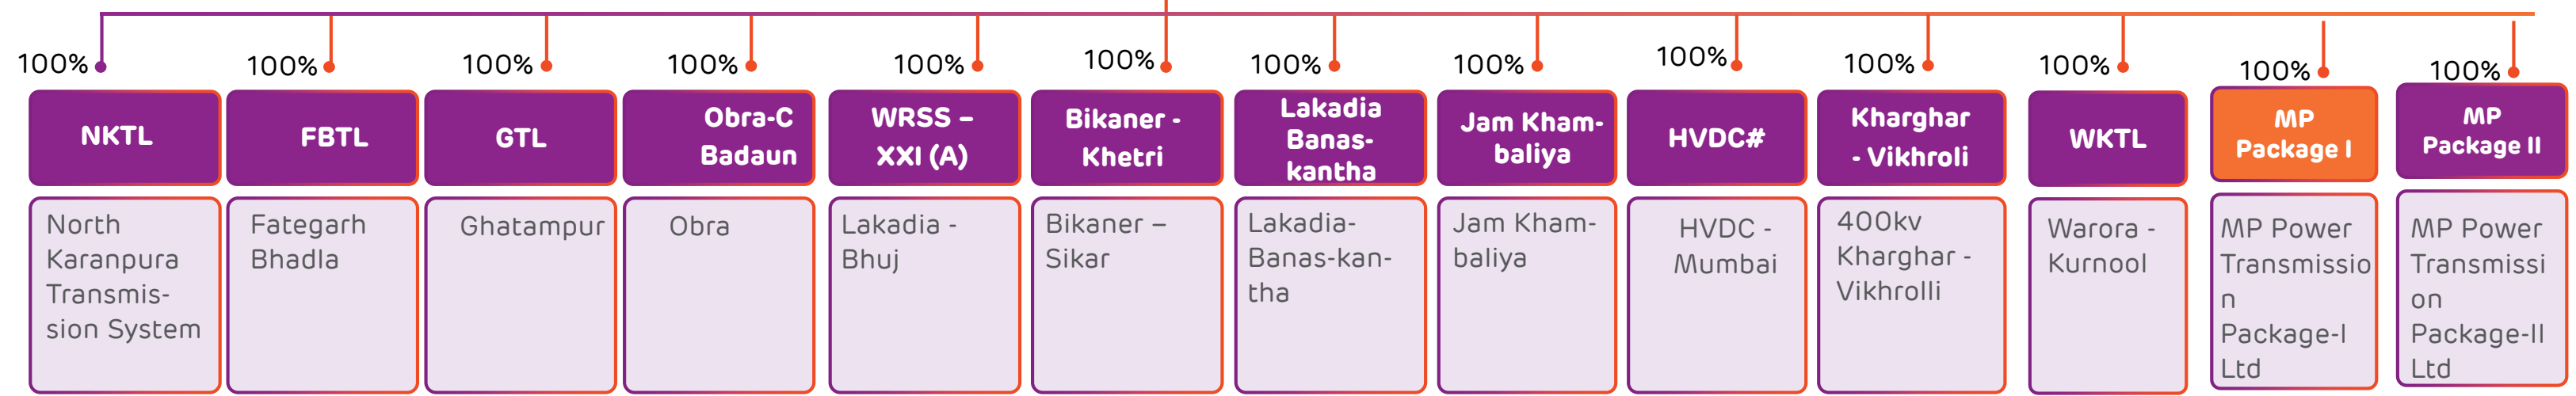 100%
100%
100%
100%
100%
100%
100%
100%
100%
100%
100%
100%
100%
NKTL
FBTL
GTL
Obra-C
Badaun
WRSS –
XXI (A)
Bikaner -
Khetri
Lakadia
Banas-
kantha
Jam Kham-
baliya
HVDC#
Kharghar
- Vikhroli
WKTL
MP
Package I
MP
Package II
North
Karanpura
Transmis-
sion System
Fategarh
Bhadla
Ghatampur
Obra
Lakadia -
Bhuj
Bikaner –
Sikar
Lakadia-
Banas-kan-
tha
Jam Kham-
baliya
HVDC -
Mumbai
400kv
Kharghar -
Vikhrolli
Warora -
Kurnool
MP Power
Transmissio
n
Package-I
Ltd
MP Power
Transmissi
on
Package-II
Ltd